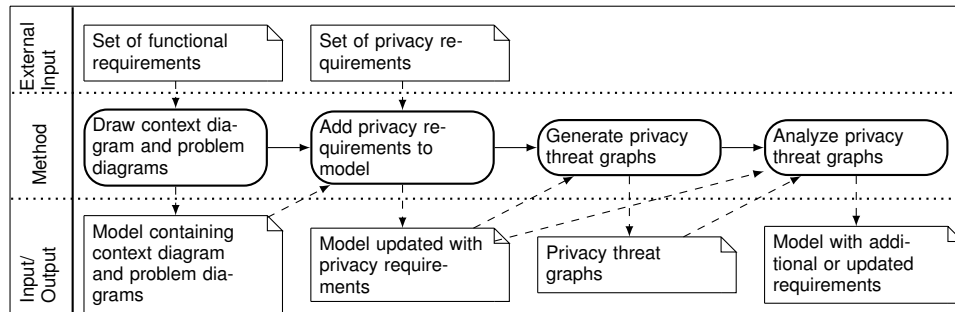 External
Input
Set of functional
requirements
Set of privacy re-
quirements
Method
Draw context dia-
gram and problem
diagrams
Add privacy re-
quirements to
model
Generate privacy
threat graphs
Analyze privacy
threat graphs
Input/
Output
Model containing
context diagram
and problem dia-
grams
Model updated with
privacy require-
ments
Privacy threat
graphs
Model with addi-
tional or updated
requirements